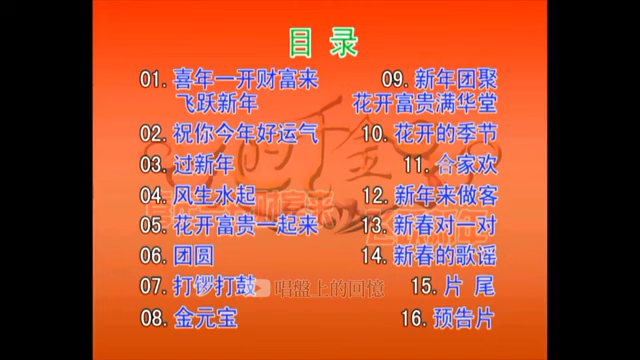 目 录
01. 喜年一开财富来
飞跃新年
02. 祝你今年好运气
03. 过新年
04. 风生水起
05. 花开富贵一起来
06. 团圆
07. 打锣打鼓
08. 金元宝
09. 新年团聚
花开富贵满华堂
10. 花开的季节
11. 合家欢
12. 新年来做客
13. 新春对一对
14. 新春的歌谣
15. 片 尾
16. 预告片
唱盤上的回憶